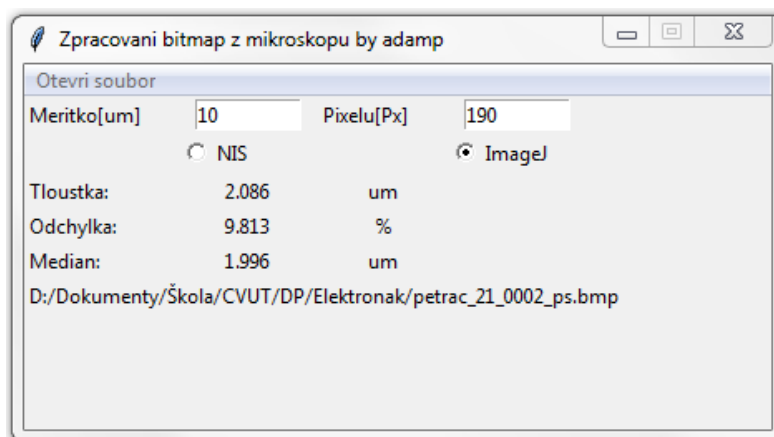 Zpracovani bitmap z mikroskopu by adamp
Otevri soubor
Meritko[um] 10 Pixelu[Px] 190
NIS ImageJ
Tloustka: 2.086 um
Odchylka: 9.813 %
Median: 1.996 um
D:/Dokumenty/Škola/CVUT/DP/Elektronak/petrac_21_0002_ps.bmp